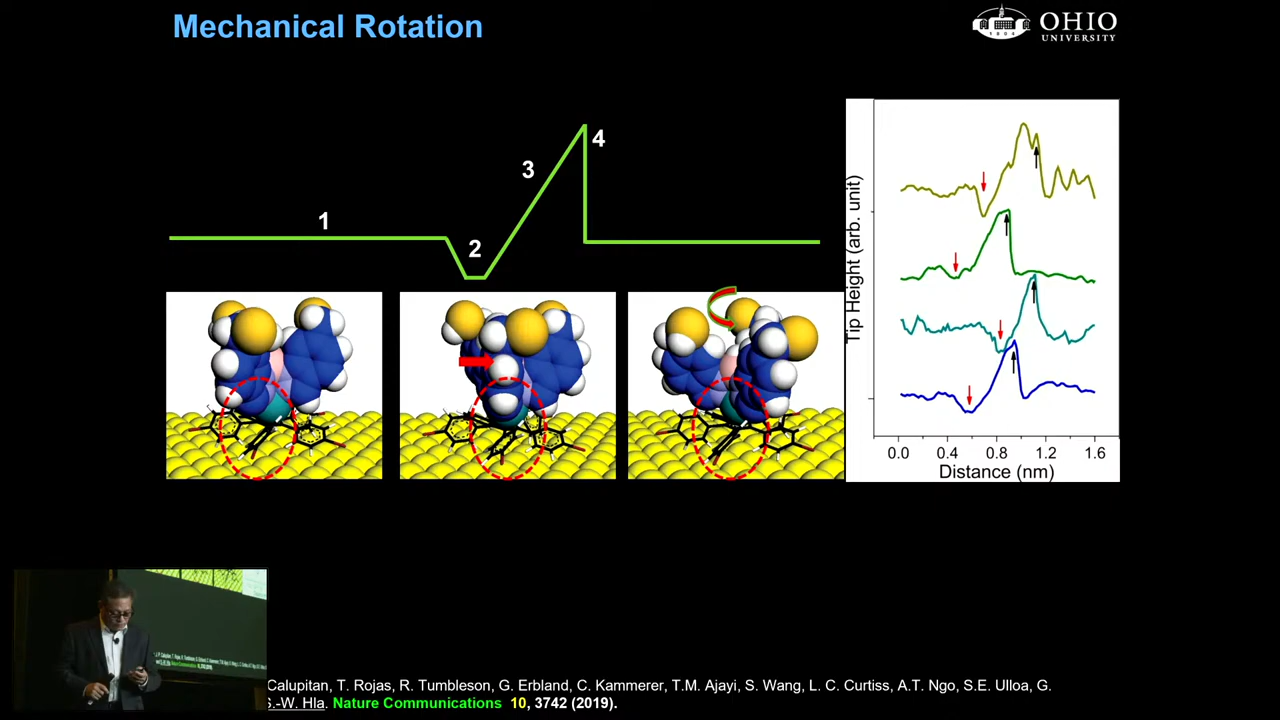 Mechanical Rotation
OHIO
UNIVERSITY
1804
1
2
3
4
Tip Height (arb. unit)
0.0 0.4 0.8 1.2 1.6
Distance (nm)
Calupitan, T. Rojas, R. Tumbleson, G. Erbland, C. Kammerer, T.M. Ajayi, S. Wang, L. C. Curtiss, A.T. Ngo, S.E. Ulloa, G.
S.-W. Hla. Nature Communications 10, 3742 (2019).